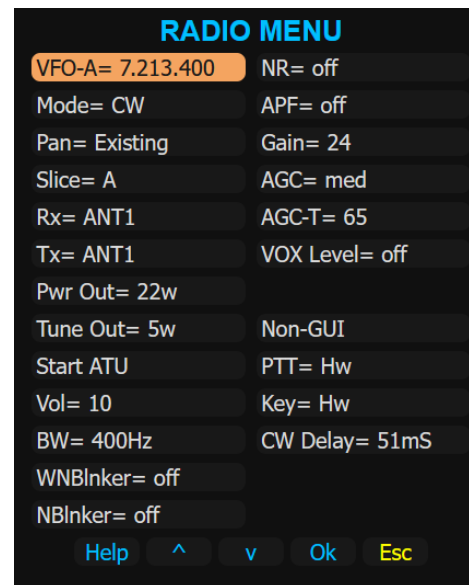 RADIO MENU
VFO-A= 7.213.400
Mode= CW
Pan= Existing
Slice= A
Rx= ANT1
Tx= ANT1
Pwr Out= 22w
Tune Out= 5w
Start ATU
Vol= 10
BW= 400Hz
WNBlnker= off
NBlnker= off
NR= off
APF= off
Gain= 24
AGC= med
AGC-T= 65
VOX Level= off
Non-GUI
PTT= Hw
Key= Hw
CW Delay= 51mS
Help ^ v Ok Esc